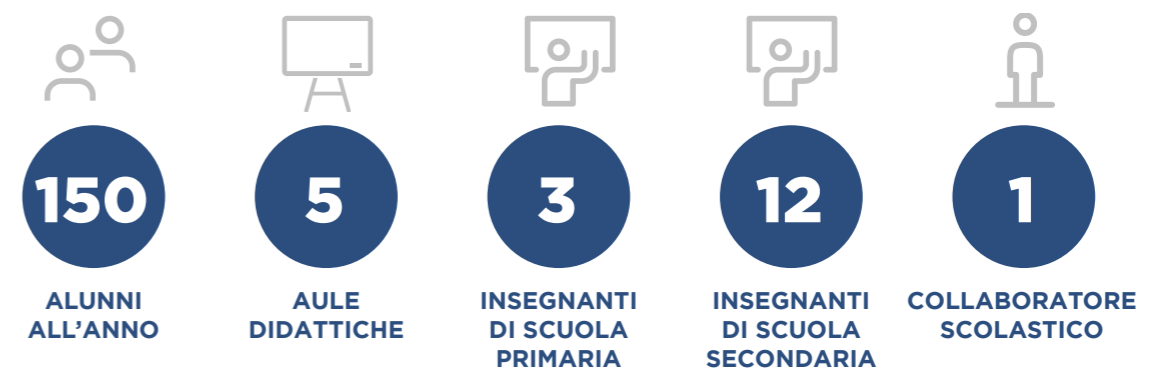 150
ALUNNI
ALL’ANNO
5
AULE
DIDATTICHE
3
INSEGNANTI
DI SCUOLA
PRIMARIA
12
INSEGNANTI
DI SCUOLA
SECONDARIA
1
COLLABORATORE
SCOLASTICO